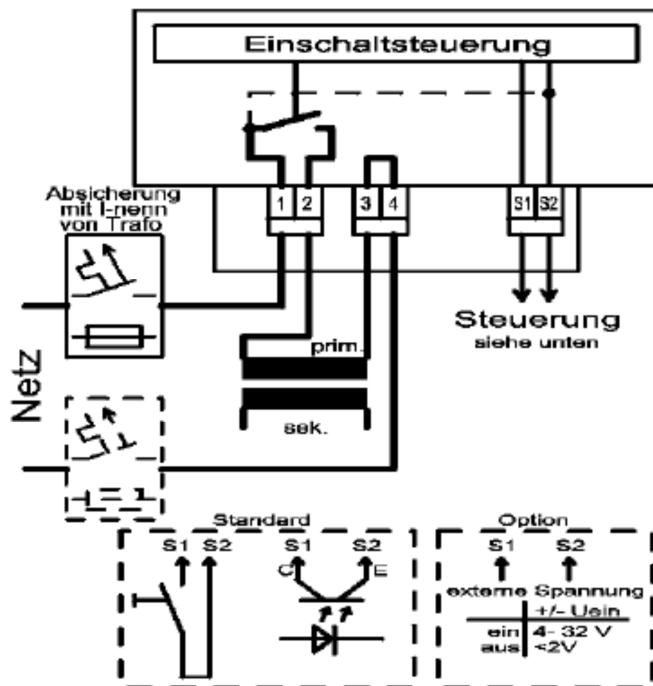 Einschaltsteuerung
Absicherung
mit I-nenn
von Trafo
1 2 3 4 S1 S2
Steuerung
siehe unten
prim.
Netz
sek.
Standard
Option
S1 S2 S1 S2
S1 S2
C E
externe Spannung
+/- Uein
ein 4- 32 V
aus <2V